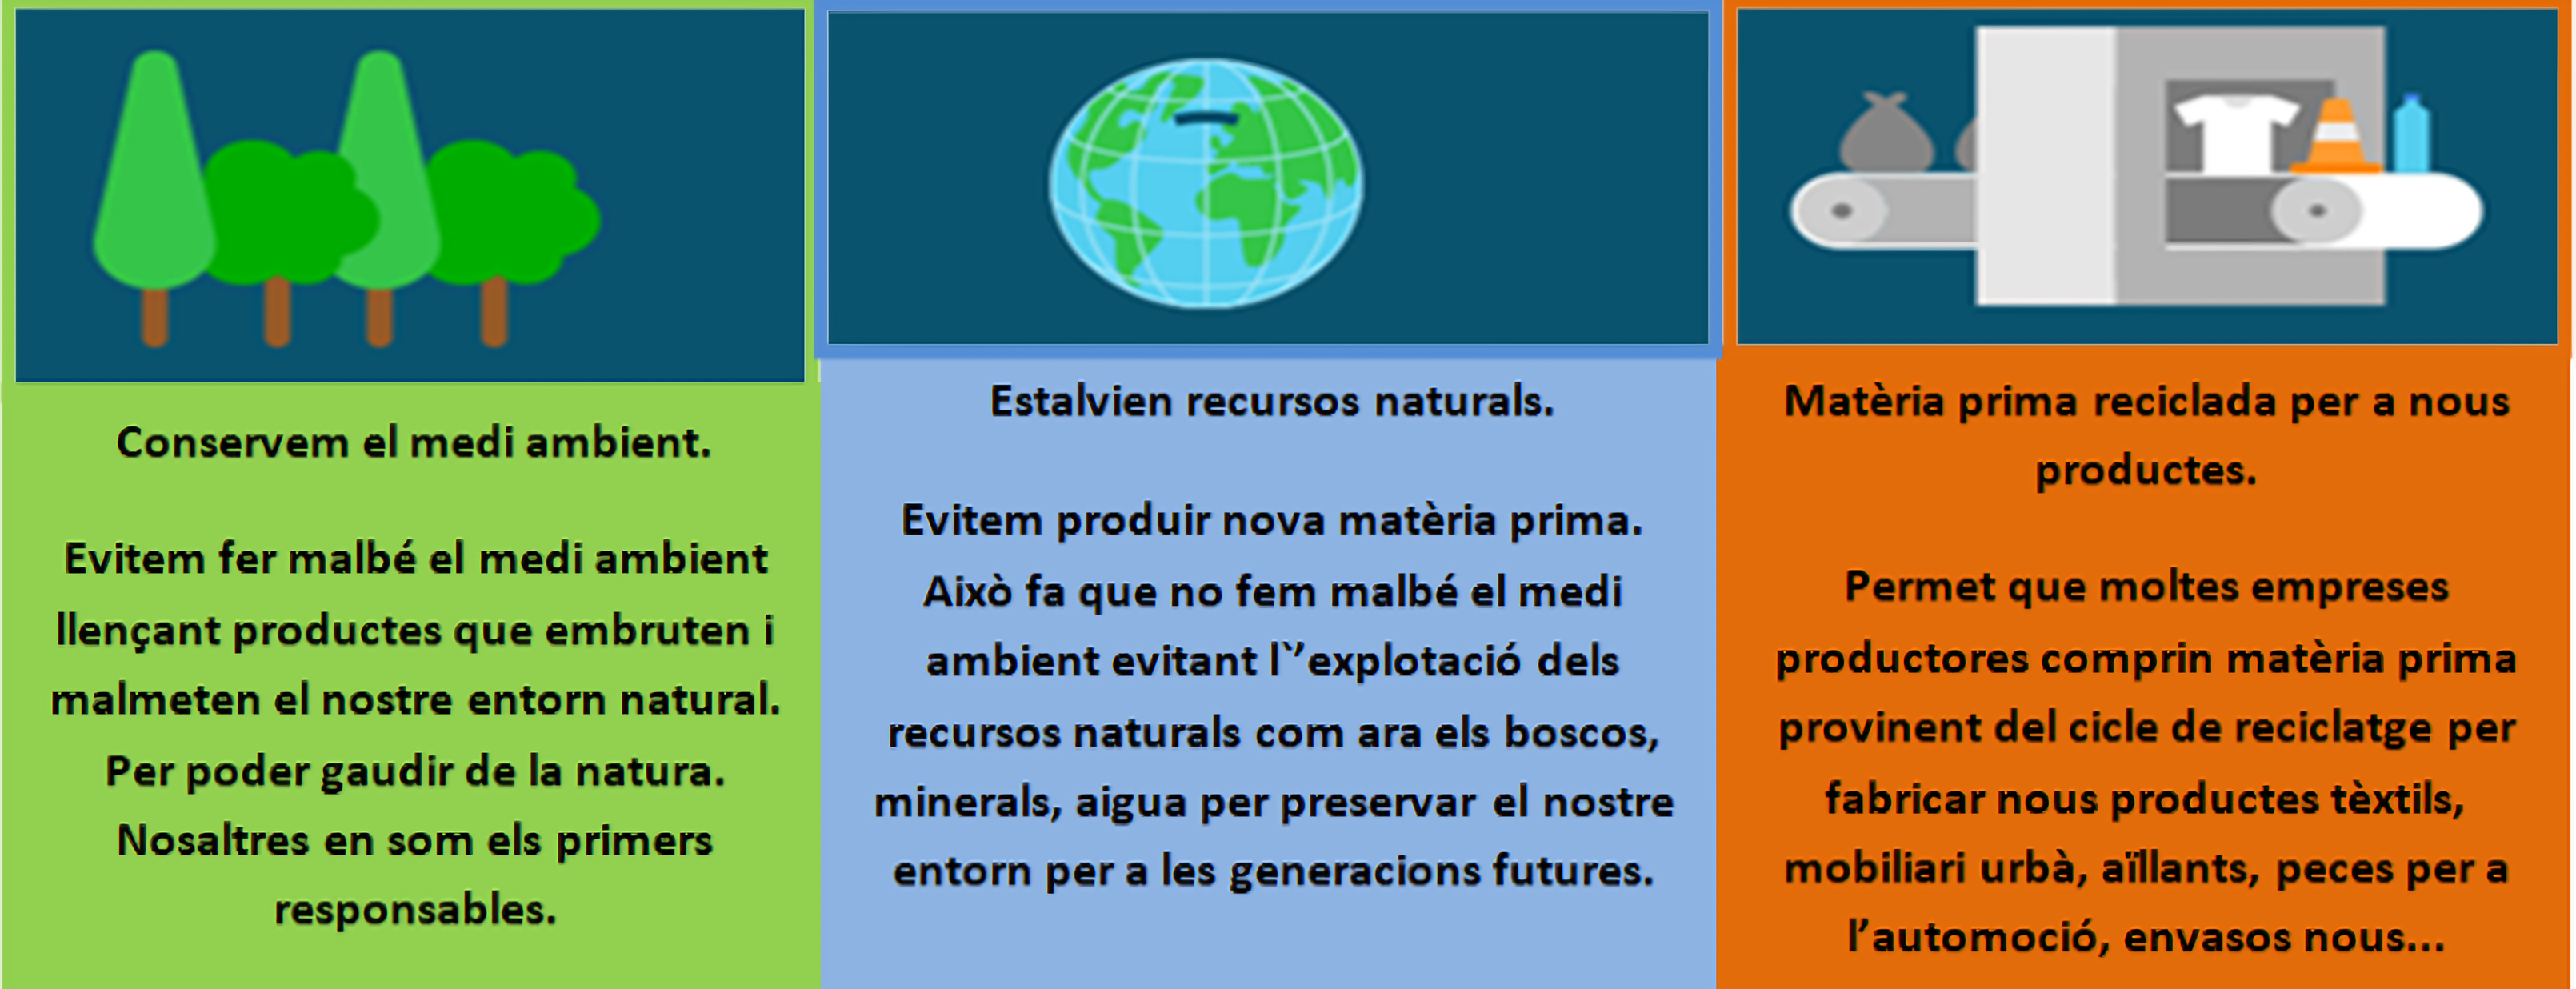 Conservem el medi ambient.
Evitem fer malbé el medi ambient
llençant productes que embruten i
malmeten el nostre entorn natural.
Per poder gaudir de la natura.
Nosaltres en som els primers
responsables.
Estalvien recursos naturals.
Evitem produir nova matèria prima.
Això fa que no fem malbé el medi
ambient evitant l`’explotació dels
recursos naturals com ara els boscos,
minerals, aigua per preservar el nostre
entorn per a les generacions futures.
Matèria prima reciclada per a nous
productes.
Permet que moltes empreses
productores comprin matèria prima
provinent del cicle de reciclatge per
fabricar nous productes tèxtils,
mobiliari urbà, aïllants, peces per a
l’automoció, envasos nous...